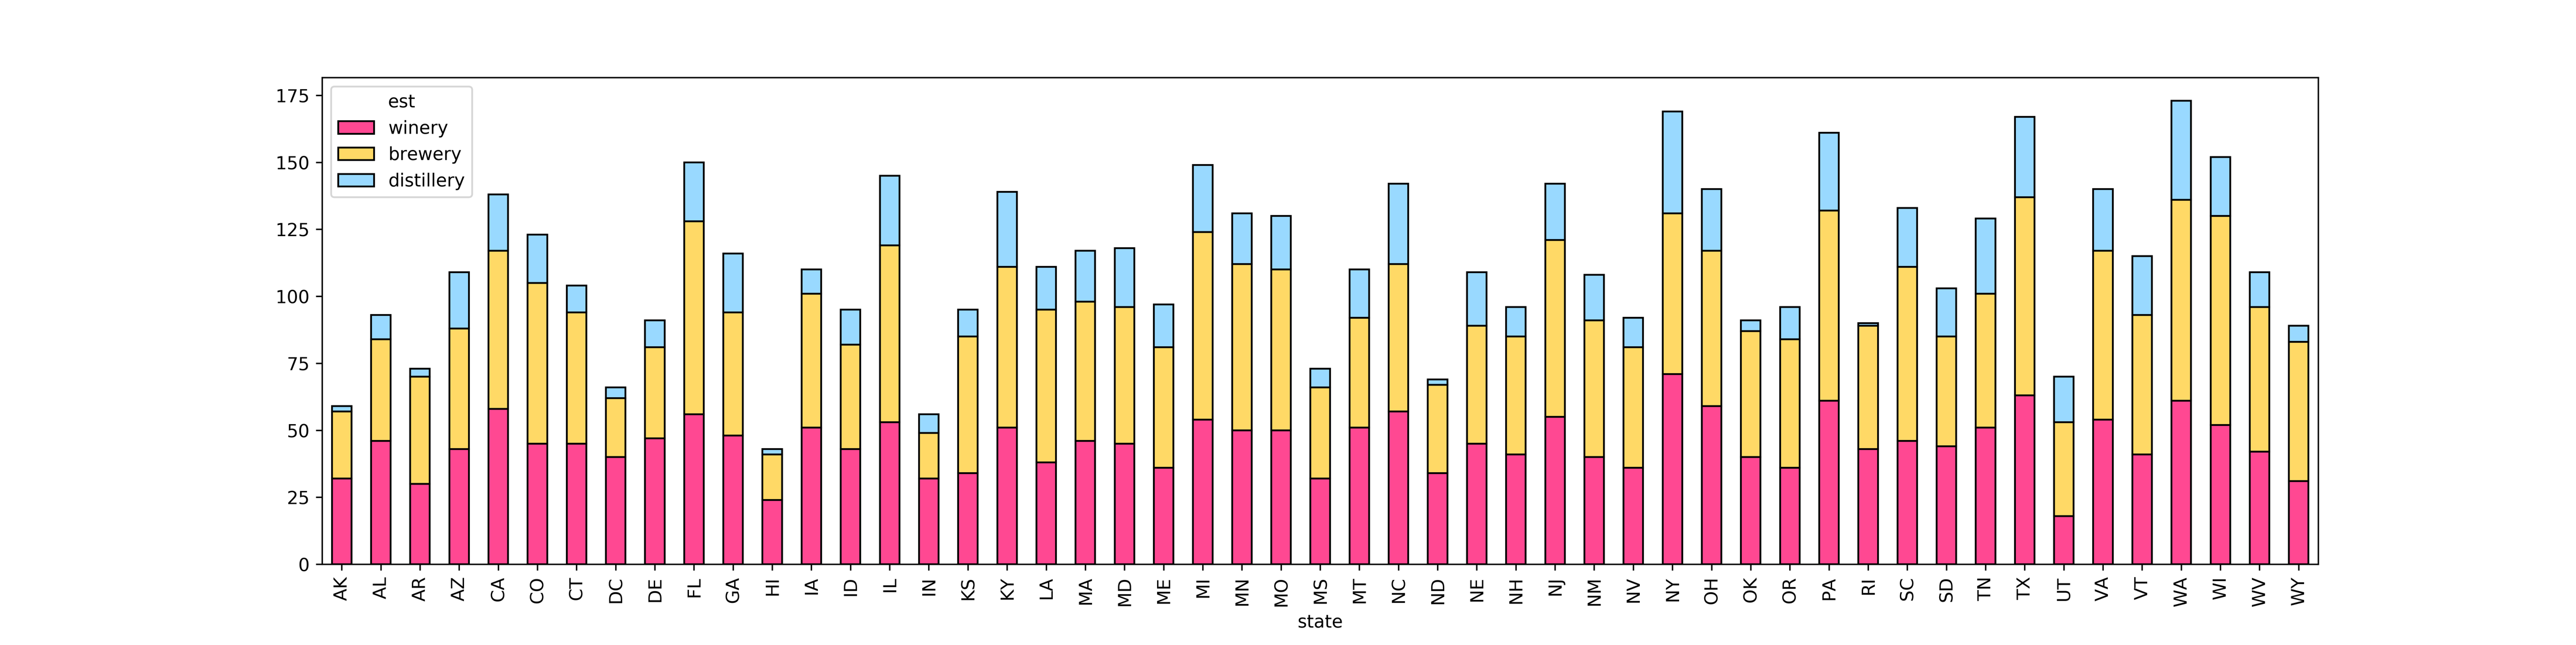 est
winery
brewery
distillery
175
150
125
100
75
50
25
0
AK AL AR AZ CA CO CT DC DE FL GA HI IA ID IL IN KS KY LA MA MD ME MI MN MO MS MT NC ND NE NH NJ NM NV NY OH OK OR PA RI SC SD TN TX UT VA VT WA WI WV WY
state